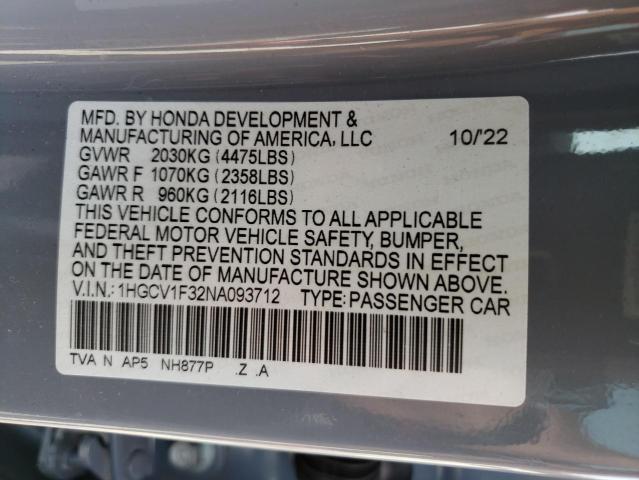 MFD. BY HONDA DEVELOPMENT &
MANUFACTURING OF AMERICA, LLC 10/'22
GVWR 2030KG (4475LBS)
GAWR F 1070KG (2358LBS)
GAWR R 960KG (2116LBS)
THIS VEHICLE CONFORMS TO ALL APPLICABLE
FEDERAL MOTOR VEHICLE SAFETY, BUMPER,
AND THEFT PREVENTION STANDARDS IN EFFECT
ON THE DATE OF MANUFACTURE SHOWN ABOVE.
V.I.N.: 1HGCV1F32NA093712 TYPE: PASSENGER CAR
TVA N AP5 NH877P .Z .A